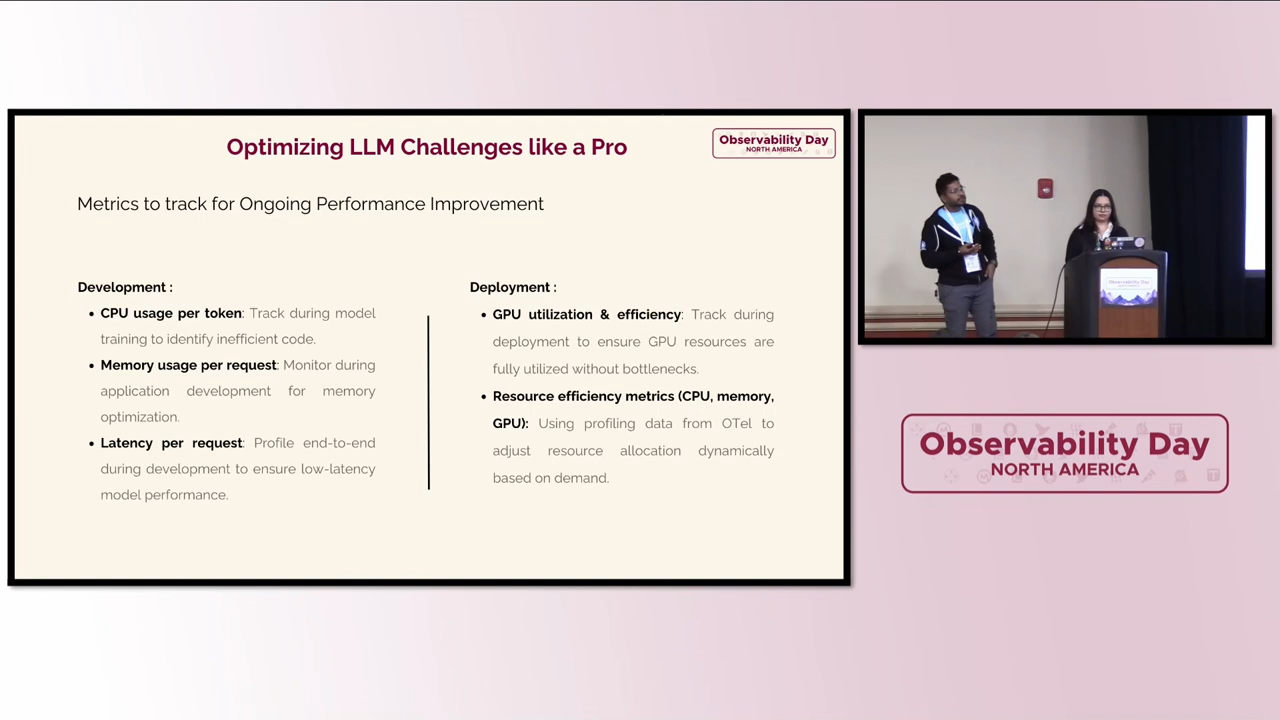 Optimizing LLM Challenges like a Pro
Observability Day
NORTH AMERICA
Metrics to track for Ongoing Performance Improvement
Development :
• CPU usage per token: Track during model
training to identify inefficient code.
• Memory usage per request: Monitor during
application development for memory
optimization.
• Latency per request: Profile end-to-end
during development to ensure low-latency
model performance.
Deployment :
• GPU utilization & efficiency: Track during
deployment to ensure GPU resources are
fully utilized without bottlenecks.
• Resource efficiency metrics (CPU, memory,
GPU): Using profiling data from OTel to
adjust resource allocation dynamically
based on demand.
Observability Day
Observability Day
NORTH AMERICA